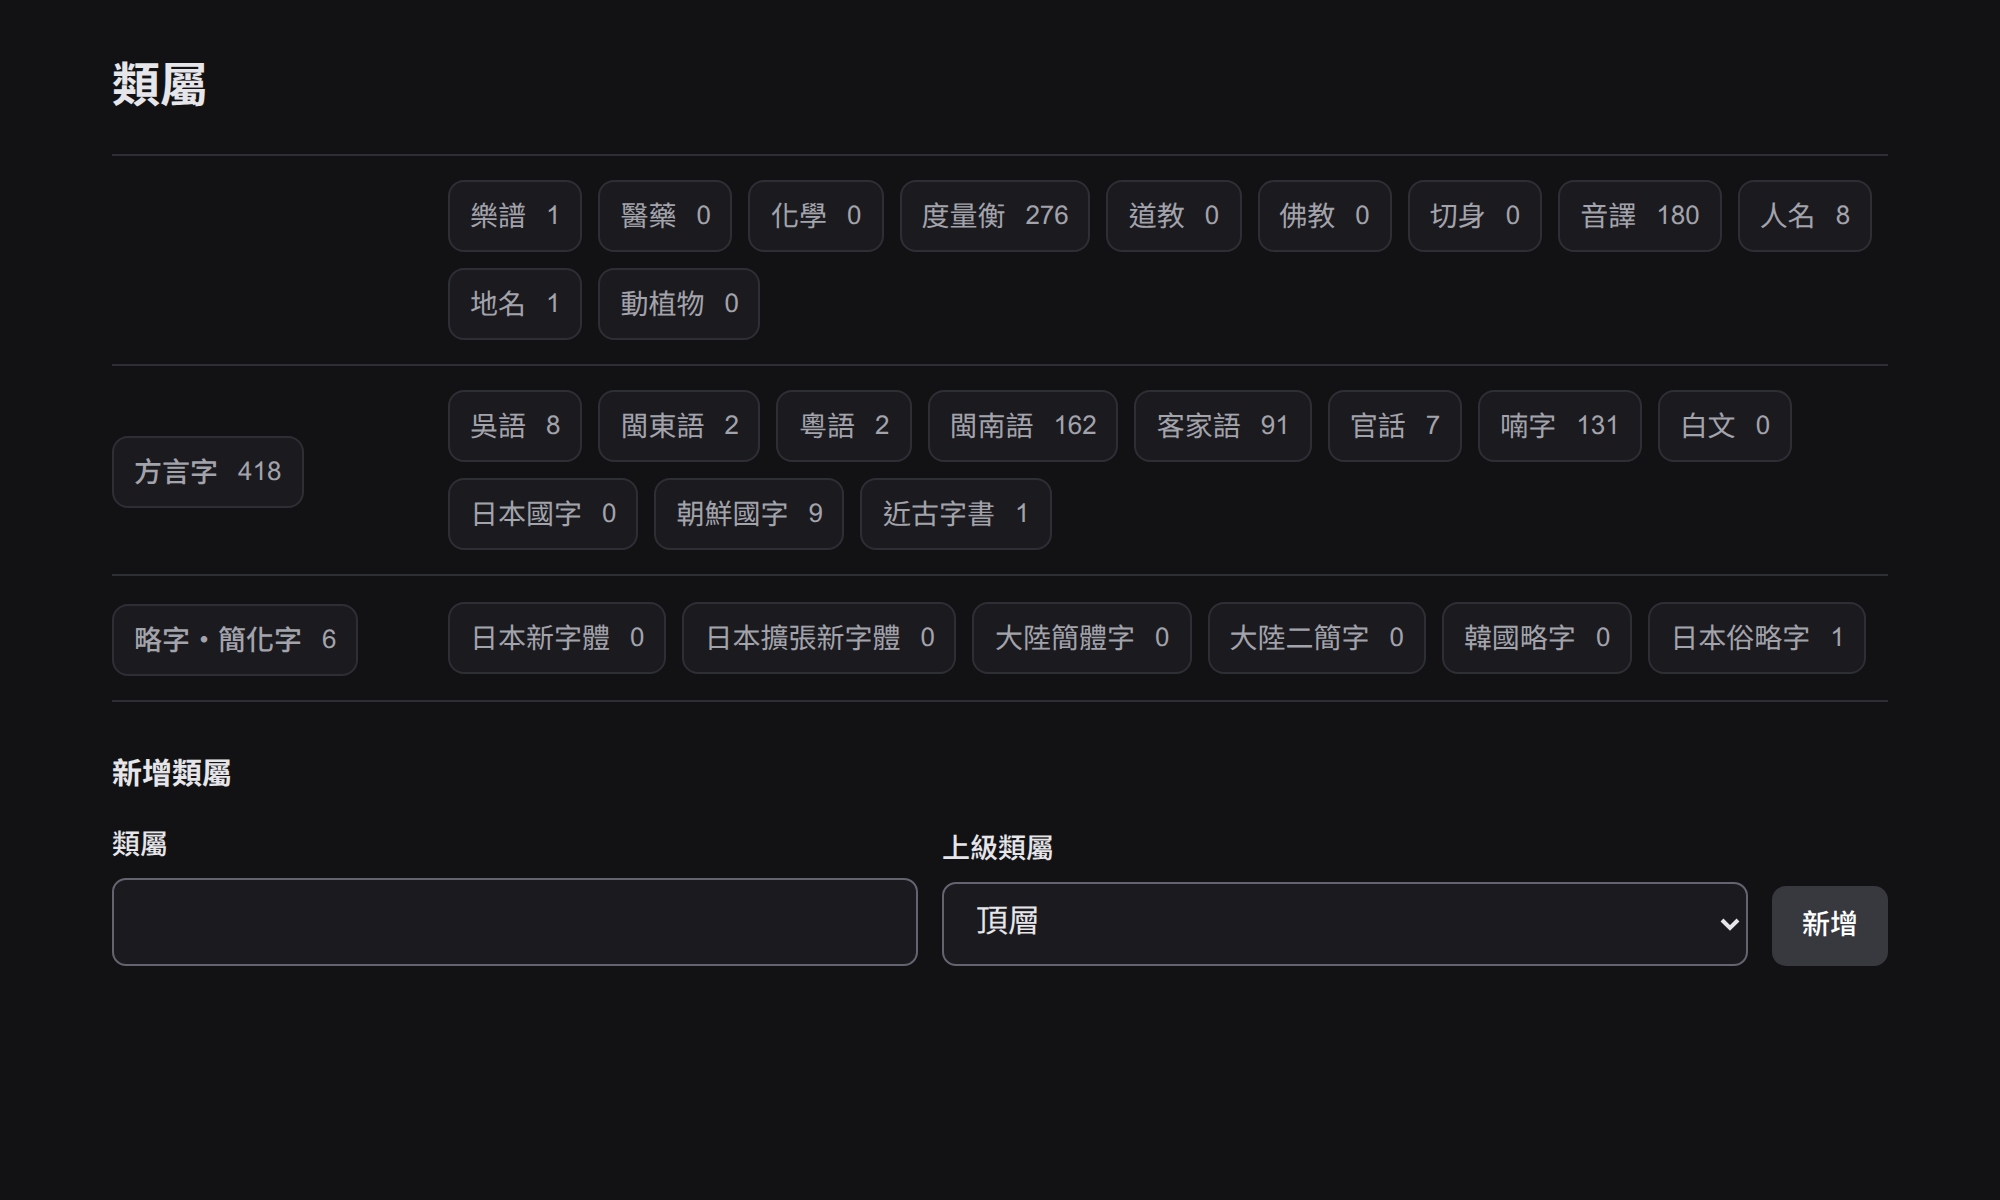 類屬
樂譜 1 醫藥 0 化學 0 度量衡 276 道教 0 佛教 0 切身 0 音譯 180 人名 8
地名 1 動植物 0
方言字 418
吳語 8 閩東語 2 粵語 2 閩南語 162 客家語 91 官話 7 喃字 131 白文 0
日本國字 0 朝鮮國字 9 近古字書 1
略字・簡化字 6
日本新字體 0 日本擴張新字體 0 大陸簡體字 0 大陸二簡字 0 韓國略字 0 日本俗略字 1
新增類屬
類屬
上級類屬
頂層
新增